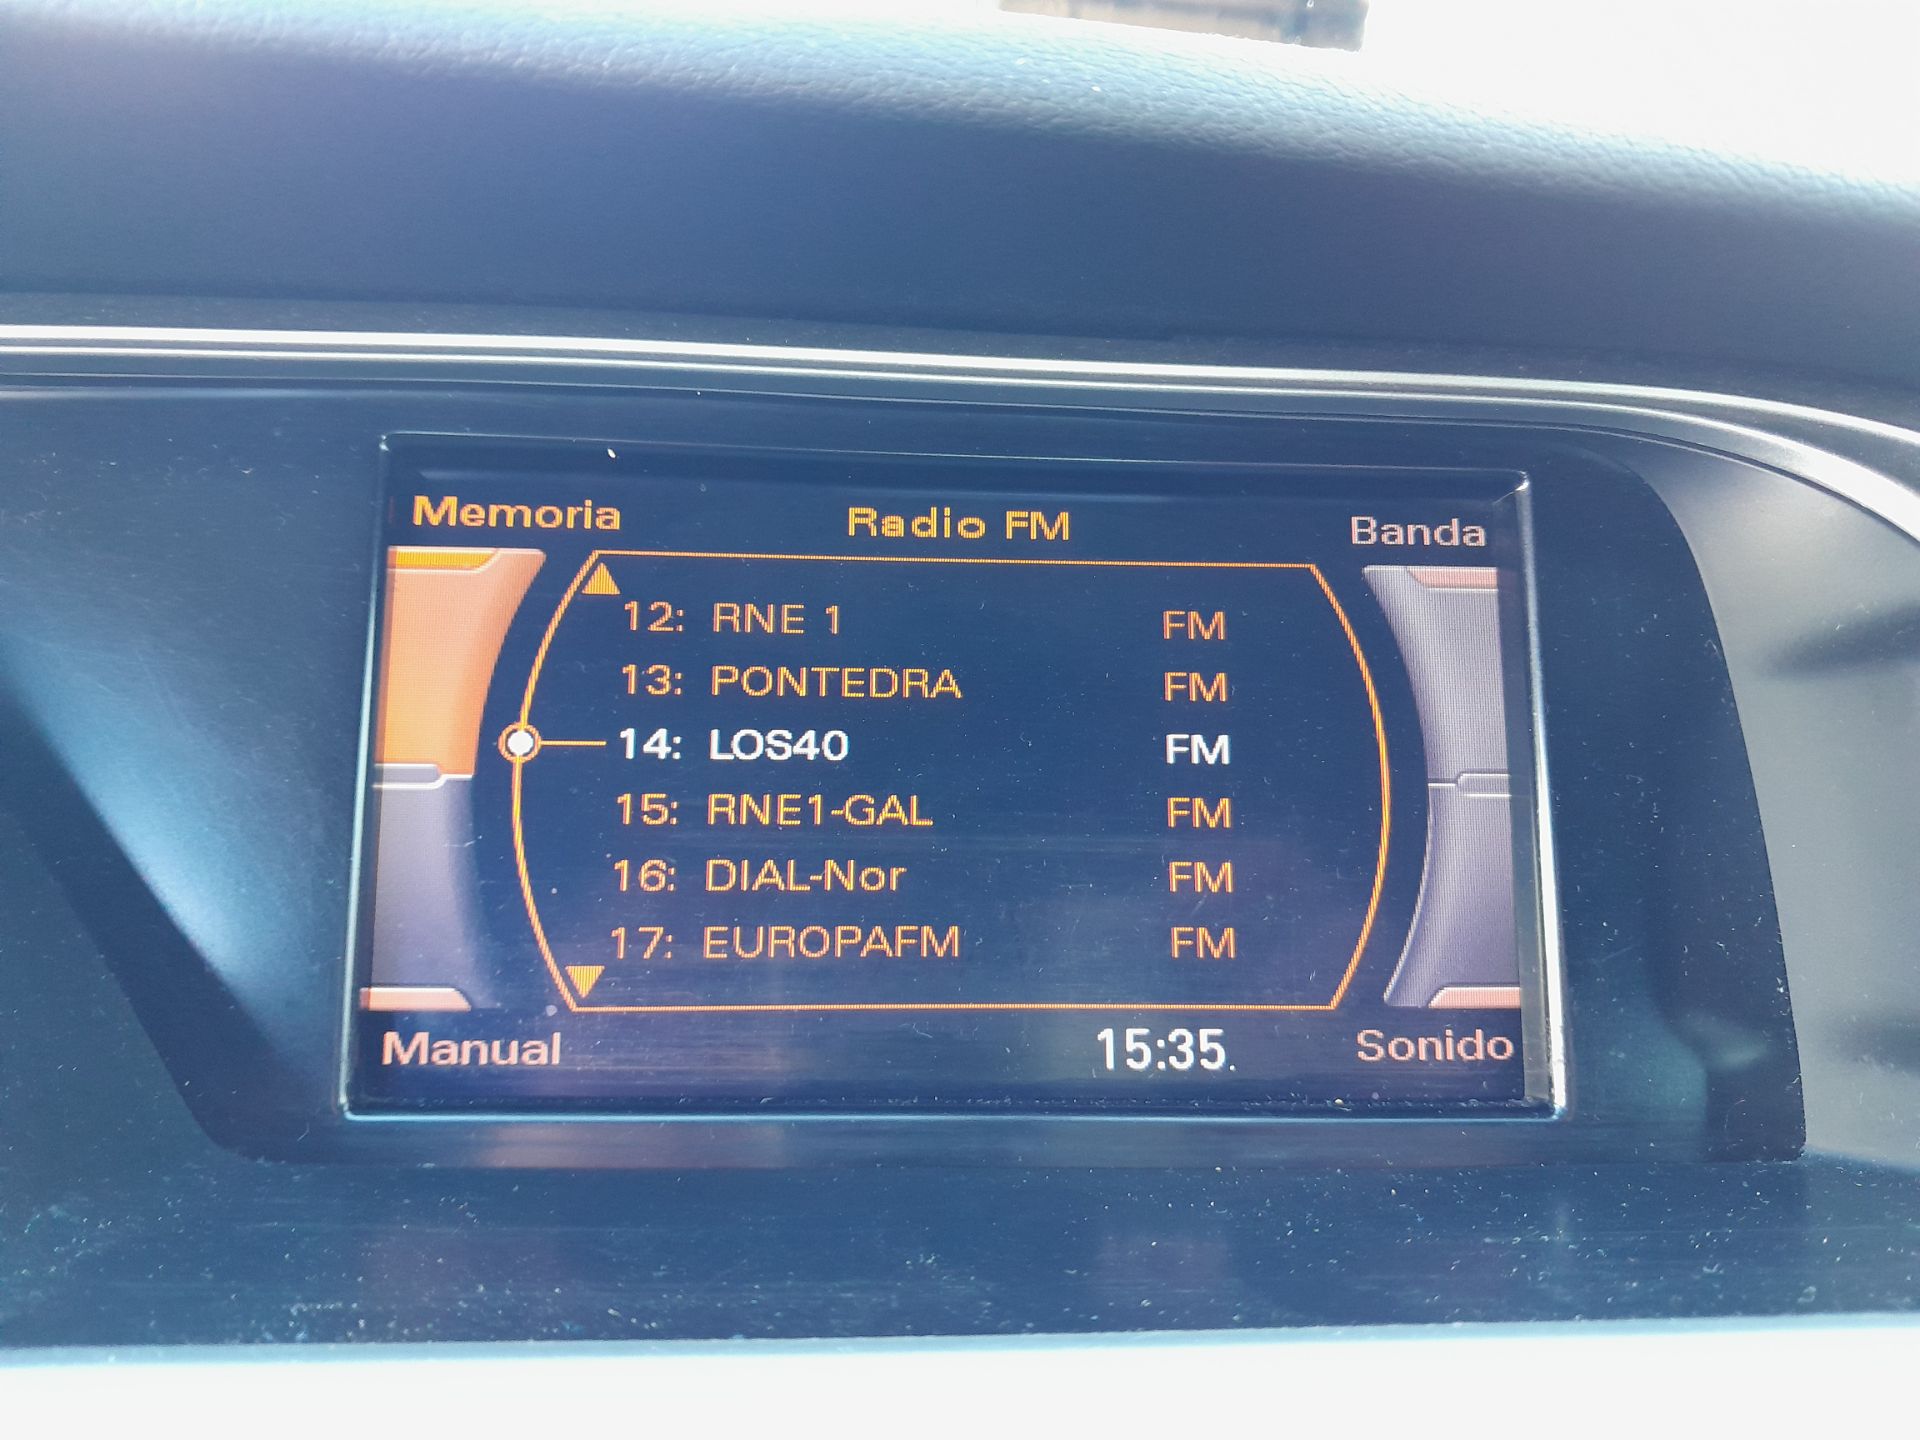 Memoria Radio FM Banda
12: RNE 1 FM
13: PONTEDRA FM
14: LOS40 FM
15: RNE1-GAL FM
16: DIAL-Nor FM
17: EUROPAFM FM
Manual 15:35. Sonido